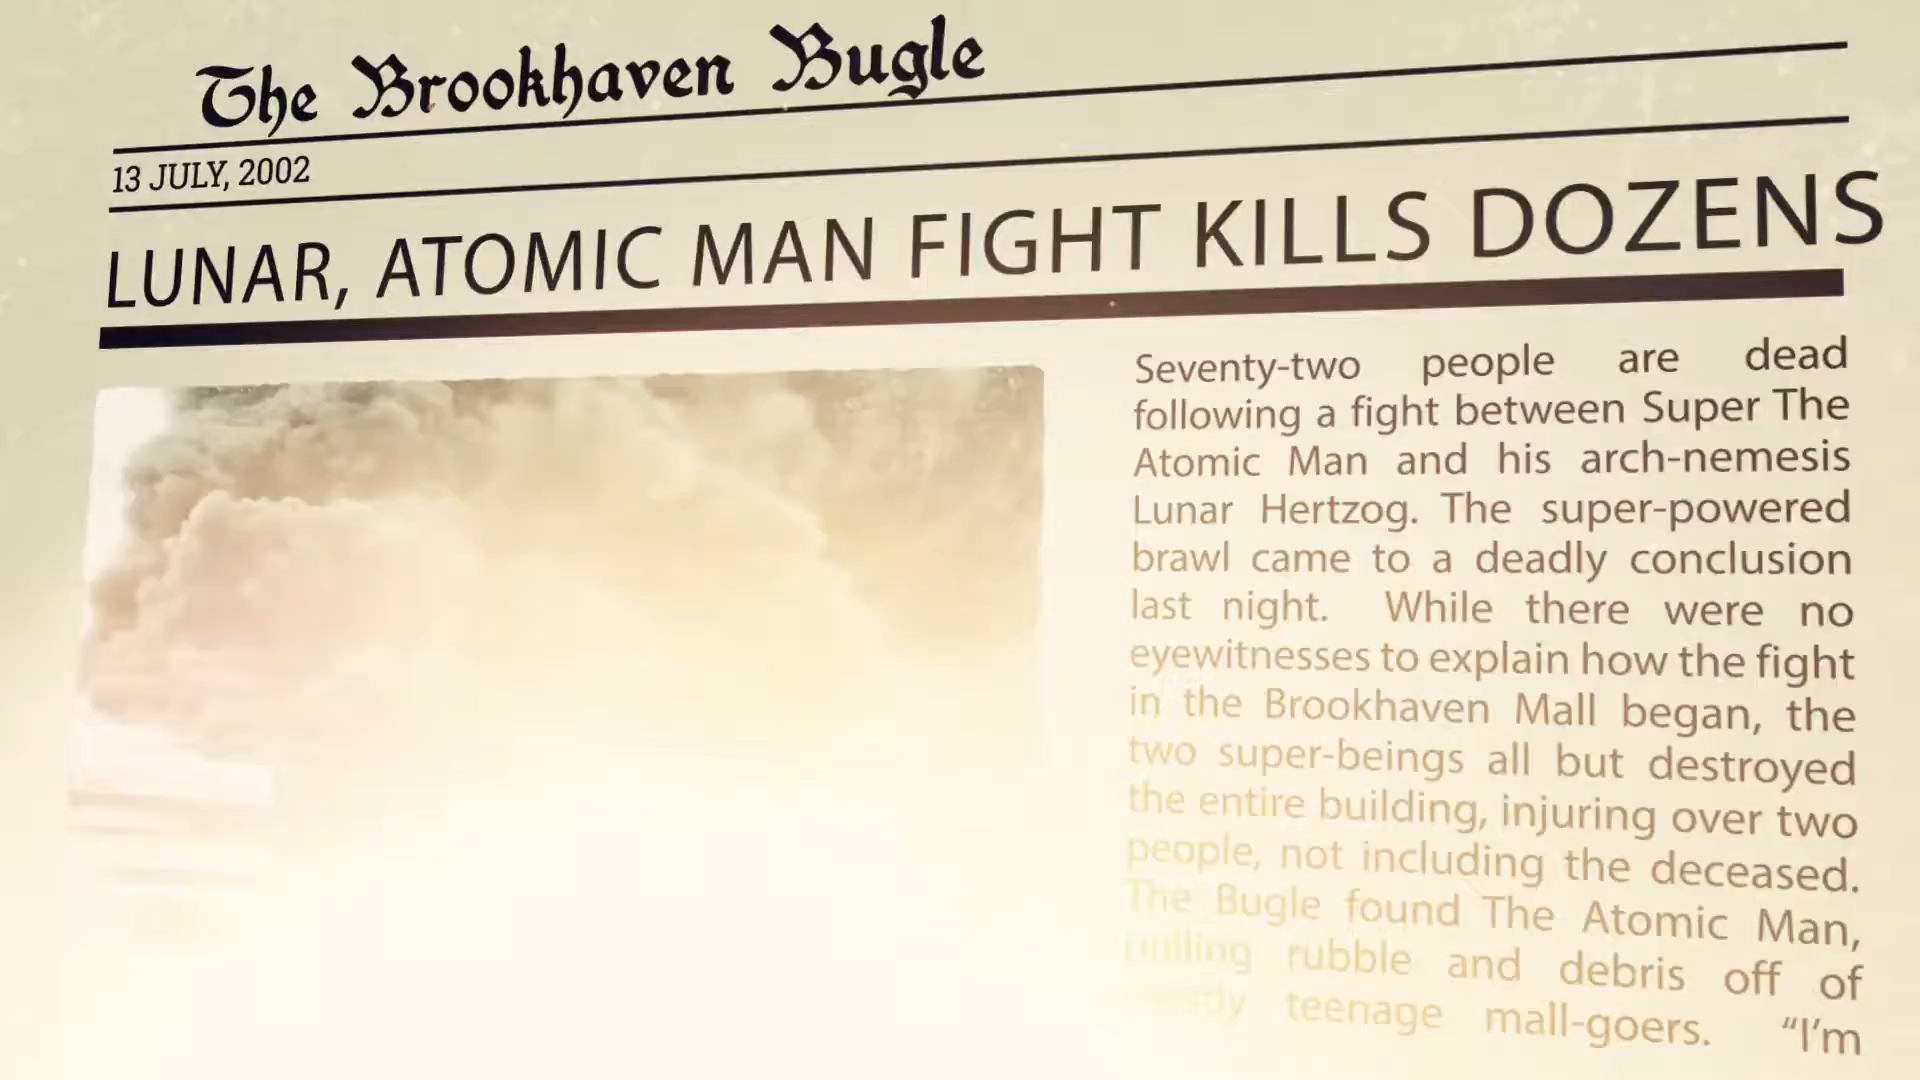 The Brookhaven Bugle
13 JULY, 2002
LUNAR, ATOMIC MAN FIGHT KILLS DOZENS
Seventy-two people are dead
following a fight between Super The
Atomic Man and his arch-nemesis
Lunar Hertzog. The super-powered
brawl came to a deadly conclusion
last night. While there were no
eyewitnesses to explain how the fight
in the Brookhaven Mall began, the
two super-beings all but destroyed
the entire building, injuring over two
people, not including the deceased.
The Bugle found The Atomic Man,
pulling rubble and debris off of
teenage mall-goers. “I’m